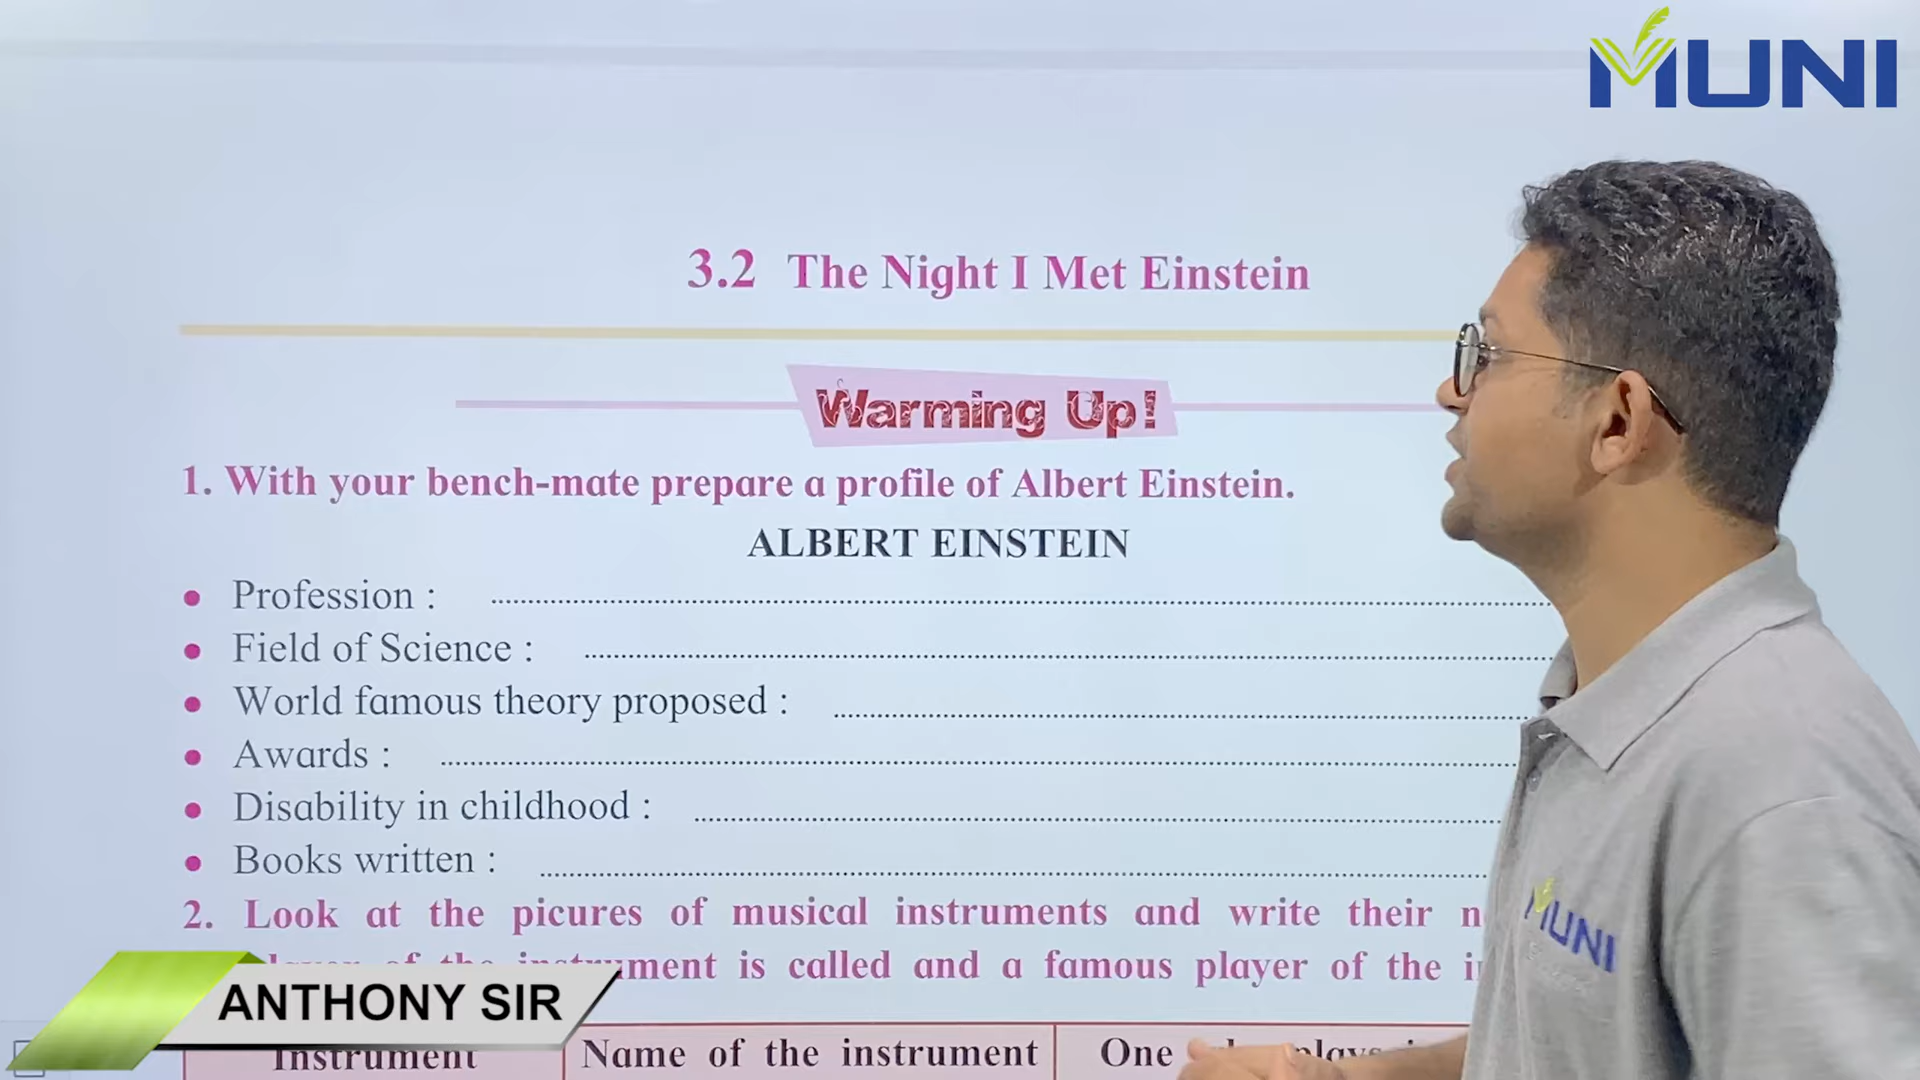 MUNI
3.2 The Night I Met Einstein
Warming Up!
1. With your bench-mate prepare a profile of Albert Einstein.
ALBERT EINSTEIN
• Profession :
• Field of Science :
• World famous theory proposed :
• Awards :
• Disability in childhood :
• Books written :
2. Look at the picures of musical instruments and write their
of the instrument is called and a famous player of the
ANTHONY SIR
Instrument Name of the instrument One
MUNI